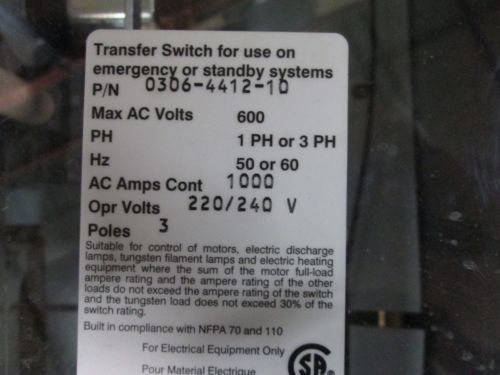 Transfer Switch for use on
emergency or standby systems
P/N 0306-4412-10
Max AC Volts 600
PH 1 PH or 3 PH
Hz 50 or 60
AC Amps Cont 1000
Opr Volts 220/240 V
Poles 3
Suitable for control of motors, electric discharge
lamps, tungsten filament lamps and electric heating
equipment where the sum of the motor full-load
ampere rating and the ampere rating of the other
loads do not exceed the ampere rating of the switch
and the tungsten load does not exceed 30% of the
switch rating.
Built in compliance with NFPA 70 and 110
For Electrical Equipment Only
Pour Material Electrique